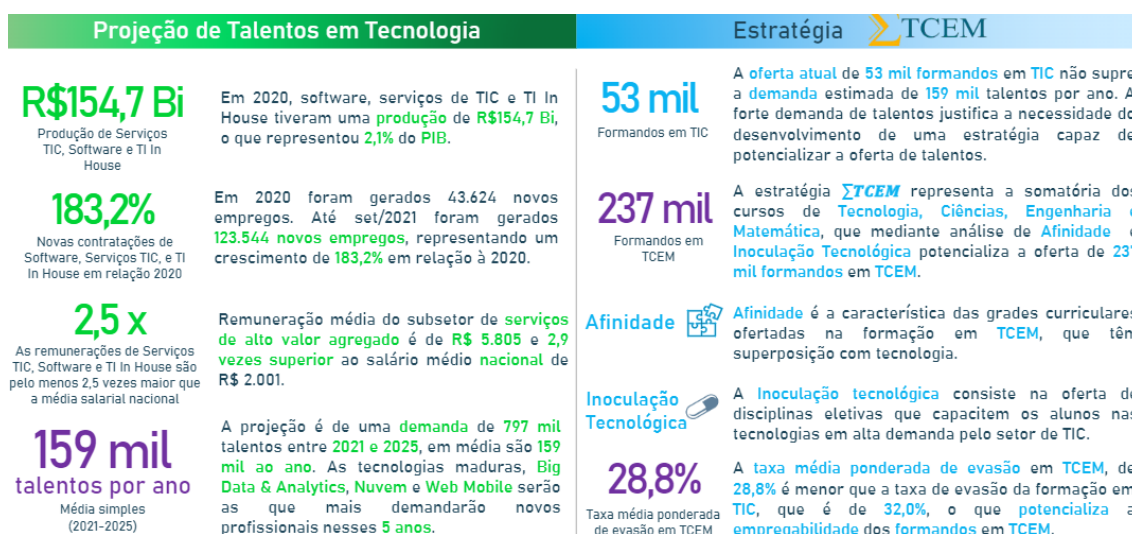 Projeção de Talentos em Tecnologia
R$154,7 Bi
Produção de Serviços
TIC, Software e TI In
House
Em 2020, software, serviços de TIC e TI In
House tiveram uma produção de R$154,7 Bi,
o que representou 2,1% do PIB.
183,2%
Novas contratações de
Software, Serviços TIC, e TI
In House em relação 2020
Em 2020 foram gerados 43.624 novos
empregos. Até set/2021 foram gerados
123.544 novos empregos, representando um
crescimento de 183,2% em relação à 2020.
2,5 x
As remunerações de Serviços
TIC, Software e TI In House são
pelo menos 2,5 vezes maior que
a média salarial nacional
Remuneração média do subsetor de serviços
de alto valor agregado é de R$ 5.805 e 2,9
vezes superior ao salário médio nacional de
R$ 2.001.
159 mil
talentos por ano
Média simples
(2021-2025)
A projeção é de uma demanda de 797 mil
talentos entre 2021 e 2025, em média são 159
mil ao ano. As tecnologias maduras, Big
Data & Analytics, Nuvem e Web Mobile serão
as que mais demandarão novos
profissionais nesses 5 anos.
Estratégia ∑TCEM
53 mil
Formandos em TIC
A oferta atual de 53 mil formandos em TIC não supre
a demanda estimada de 159 mil talentos por ano. A
forte demanda de talentos justifica a necessidade do
desenvolvimento de uma estratégia capaz de
potencializar a oferta de talentos.
237 mil
Formandos em
TCEM
A estratégia ∑TCEM representa a somatória dos
cursos de Tecnologia, Ciências, Engenharia e
Matemática, que mediante análise de Afinidade e
Inoculação Tecnológica potencializa a oferta de 237
mil formandos em TCEM.
Afinidade
Afinidade é a característica das grades curriculares
ofertadas na formação em TCEM, que têm
superposição com tecnologia.
Inoculação
Tecnológica
A Inoculação tecnológica consiste na oferta de
disciplinas eletivas que capacitem os alunos nas
tecnologias em alta demanda pelo setor de TIC.
28,8%
Taxa média ponderada
de evasão em TCEM
A taxa média ponderada de evasão em TCEM, de
28,8% é menor que a taxa de evasão da formação em
TIC, que é de 32,0%, o que potencializa a
empregabilidade dos formandos em TCEM.